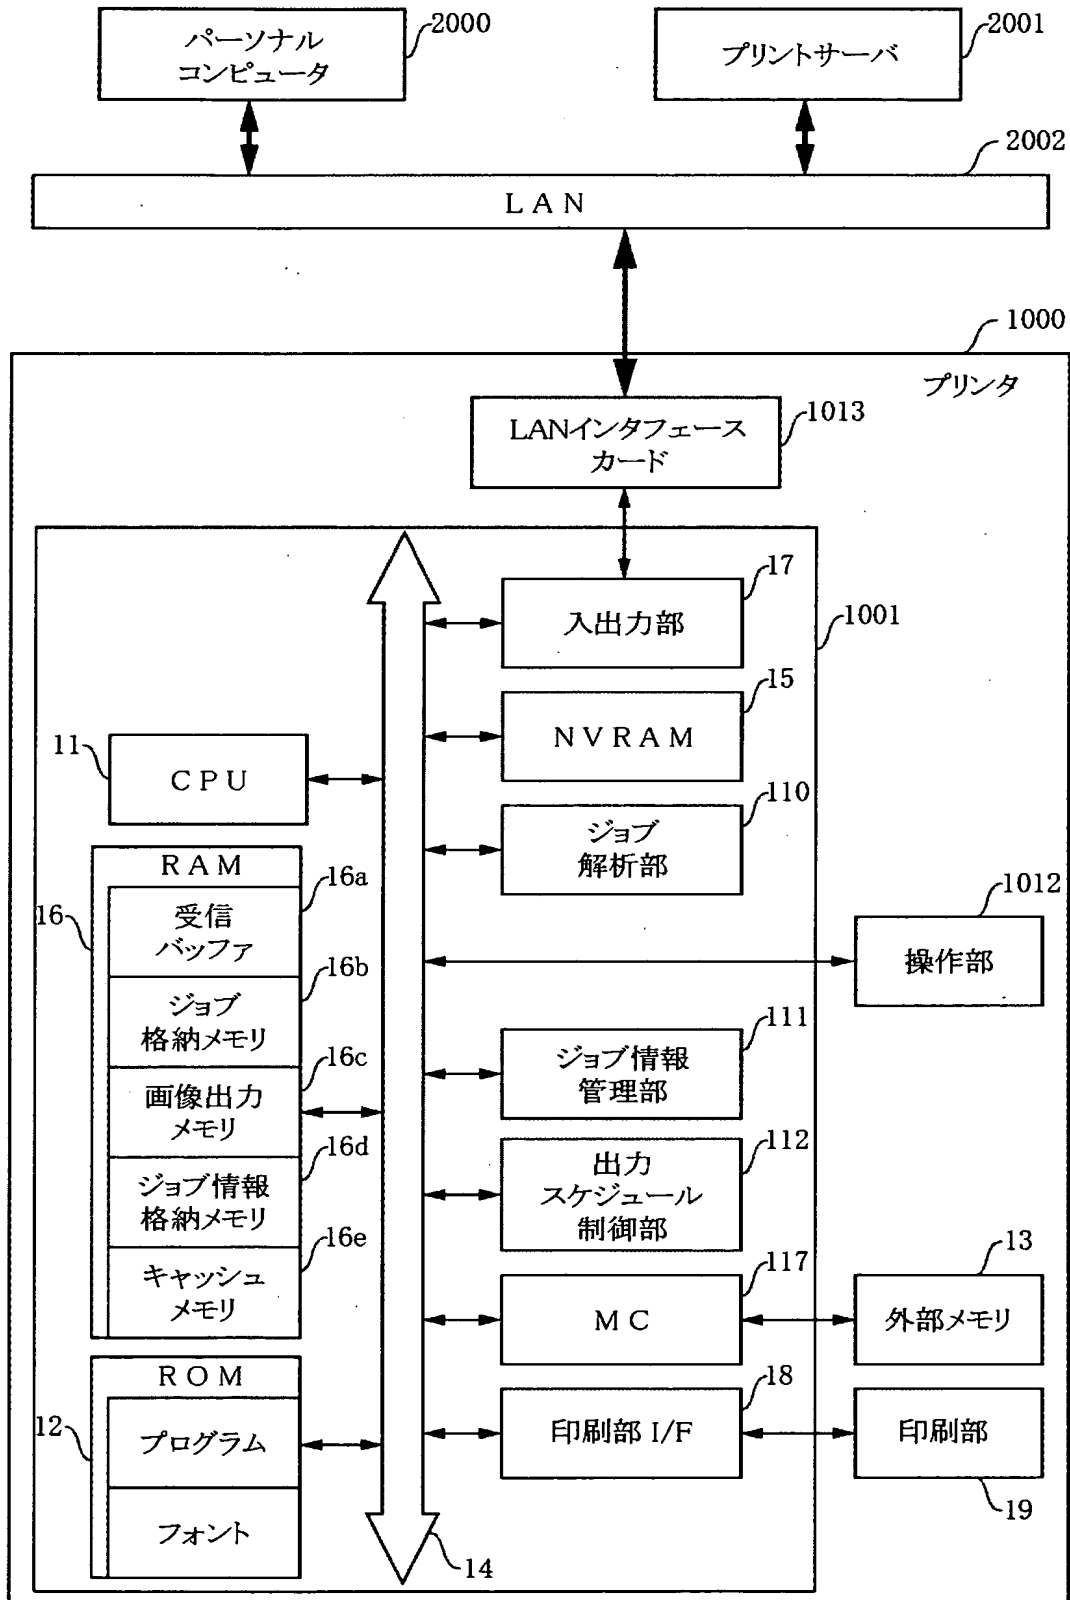 パーソナル
コンピュータ
2000
プリントサーバ
2001
2002
LAN
1000
プリンタ
LANインタフェース
カード
1013
17
入出力部
1001
15
NVRAM
11
CPU
110
ジョブ
解析部
RAM
16a
16
受信
バッファ
1012
操作部
16b
ジョブ
格納メモリ
111
ジョブ情報
管理部
16c
画像出力
メモリ
112
出力
スケジュール
制御部
16d
ジョブ情報
格納メモリ
16e
キャッシュ
メモリ
117
MC
13
外部メモリ
ROM
12
プログラム
フォント
18
印刷部 I/F
印刷部
19
14